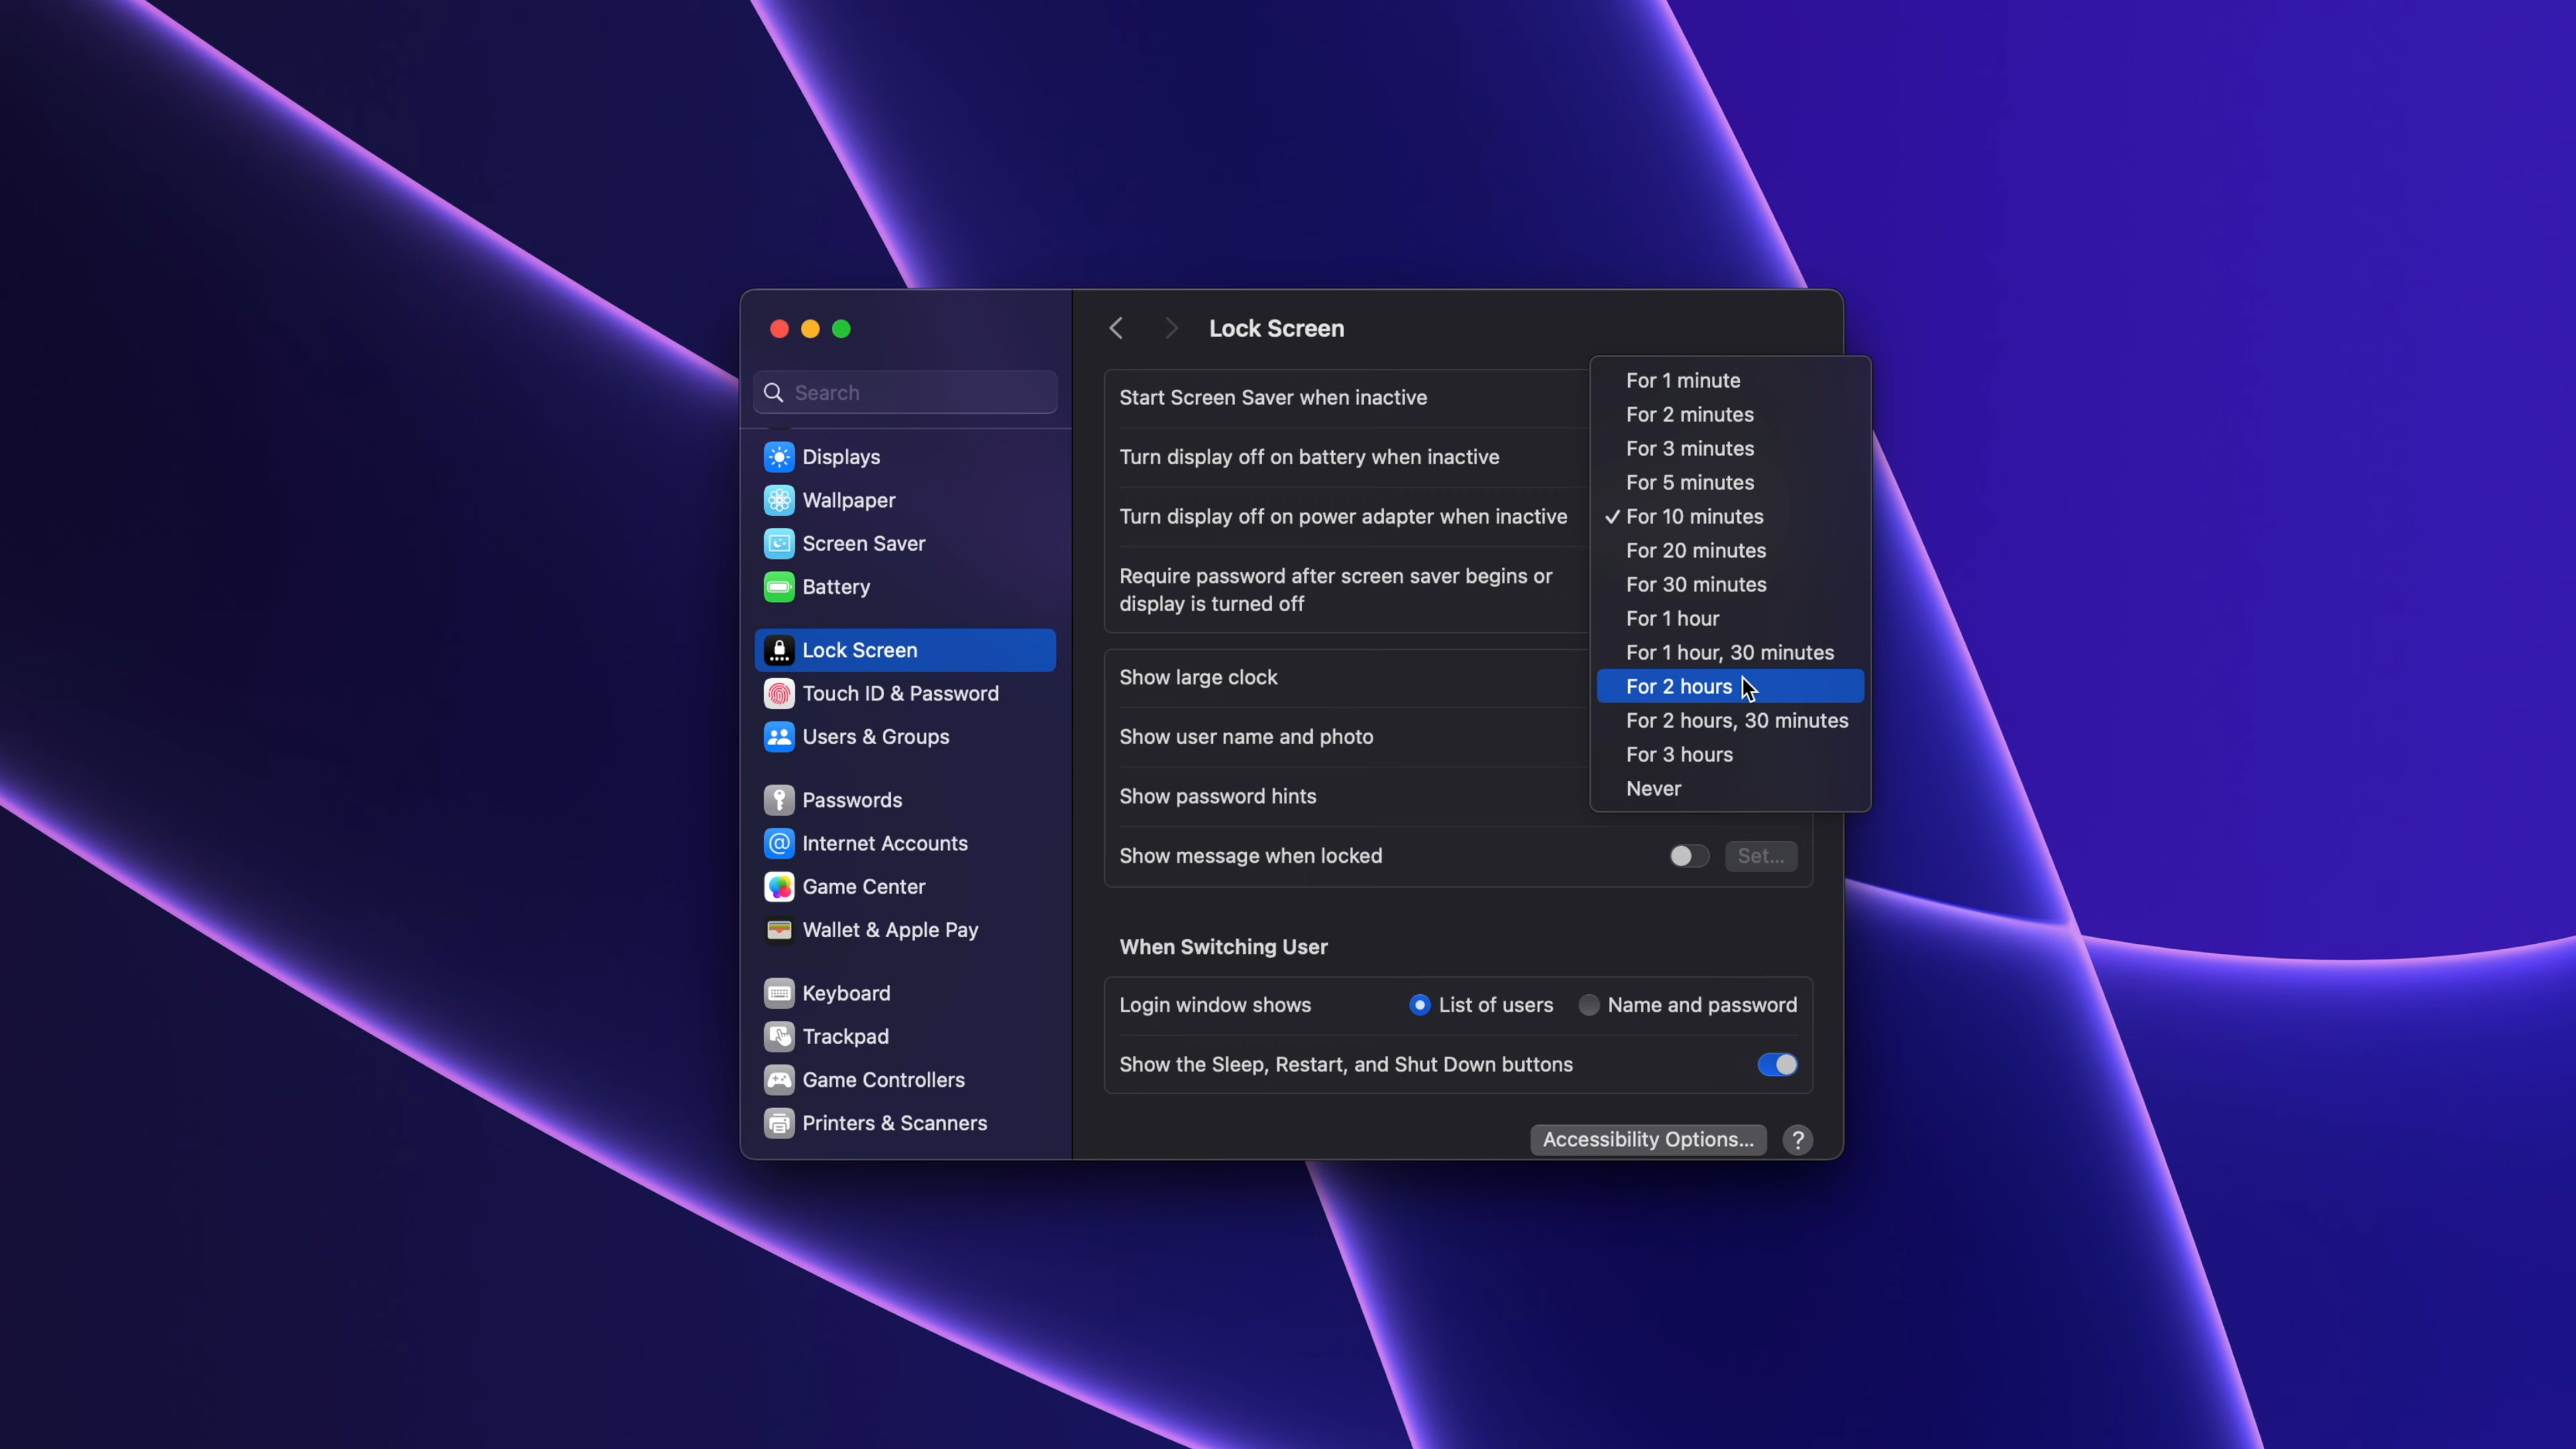 Search
Displays
Wallpaper
Screen Saver
Battery
Lock Screen
Touch ID & Password
Users & Groups
Passwords
Internet Accounts
Game Center
Wallet & Apple Pay
Keyboard
Trackpad
Game Controllers
Printers & Scanners
Lock Screen
Start Screen Saver when inactive
Turn display off on battery when inactive
Turn display off on power adapter when inactive
Require password after screen saver begins or
display is turned off
For 1 minute
For 2 minutes
For 3 minutes
For 5 minutes
✓ For 10 minutes
For 20 minutes
For 30 minutes
For 1 hour
For 1 hour, 30 minutes
For 2 hours
For 2 hours, 30 minutes
For 3 hours
Never
Show large clock
Show user name and photo
Show password hints
Show message when locked Set...
When Switching User
Login window shows List of users Name and password
Show the Sleep, Restart, and Shut Down buttons
Accessibility Options... ?